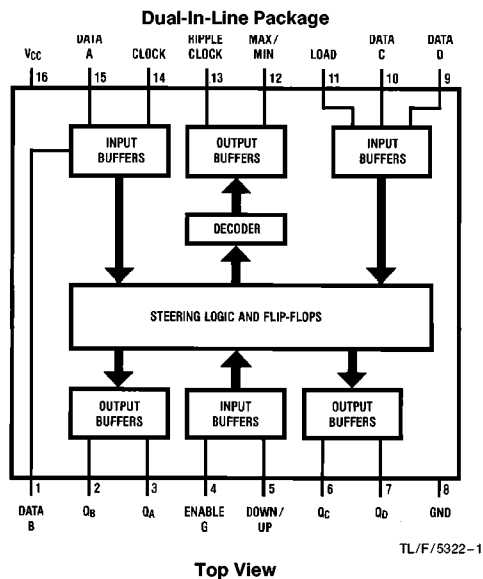 Dual-In-Line Package
VCC DATA A CLOCK RIPPLE CLOCK MAX/ MIN LOAD DATA C DATA D
16 15 14 13 12 11 10 9
INPUT BUFFERS
OUTPUT BUFFERS
INPUT BUFFERS
DECODER
STEERING LOGIC AND FLIP-FLOPS
OUTPUT BUFFERS
INPUT BUFFERS
OUTPUT BUFFERS
1 2 3 4 5 6 7 8
DATA B QB QA ENABLE G DOWN/ UP QC QD GND
TL/F/5322-1
Top View